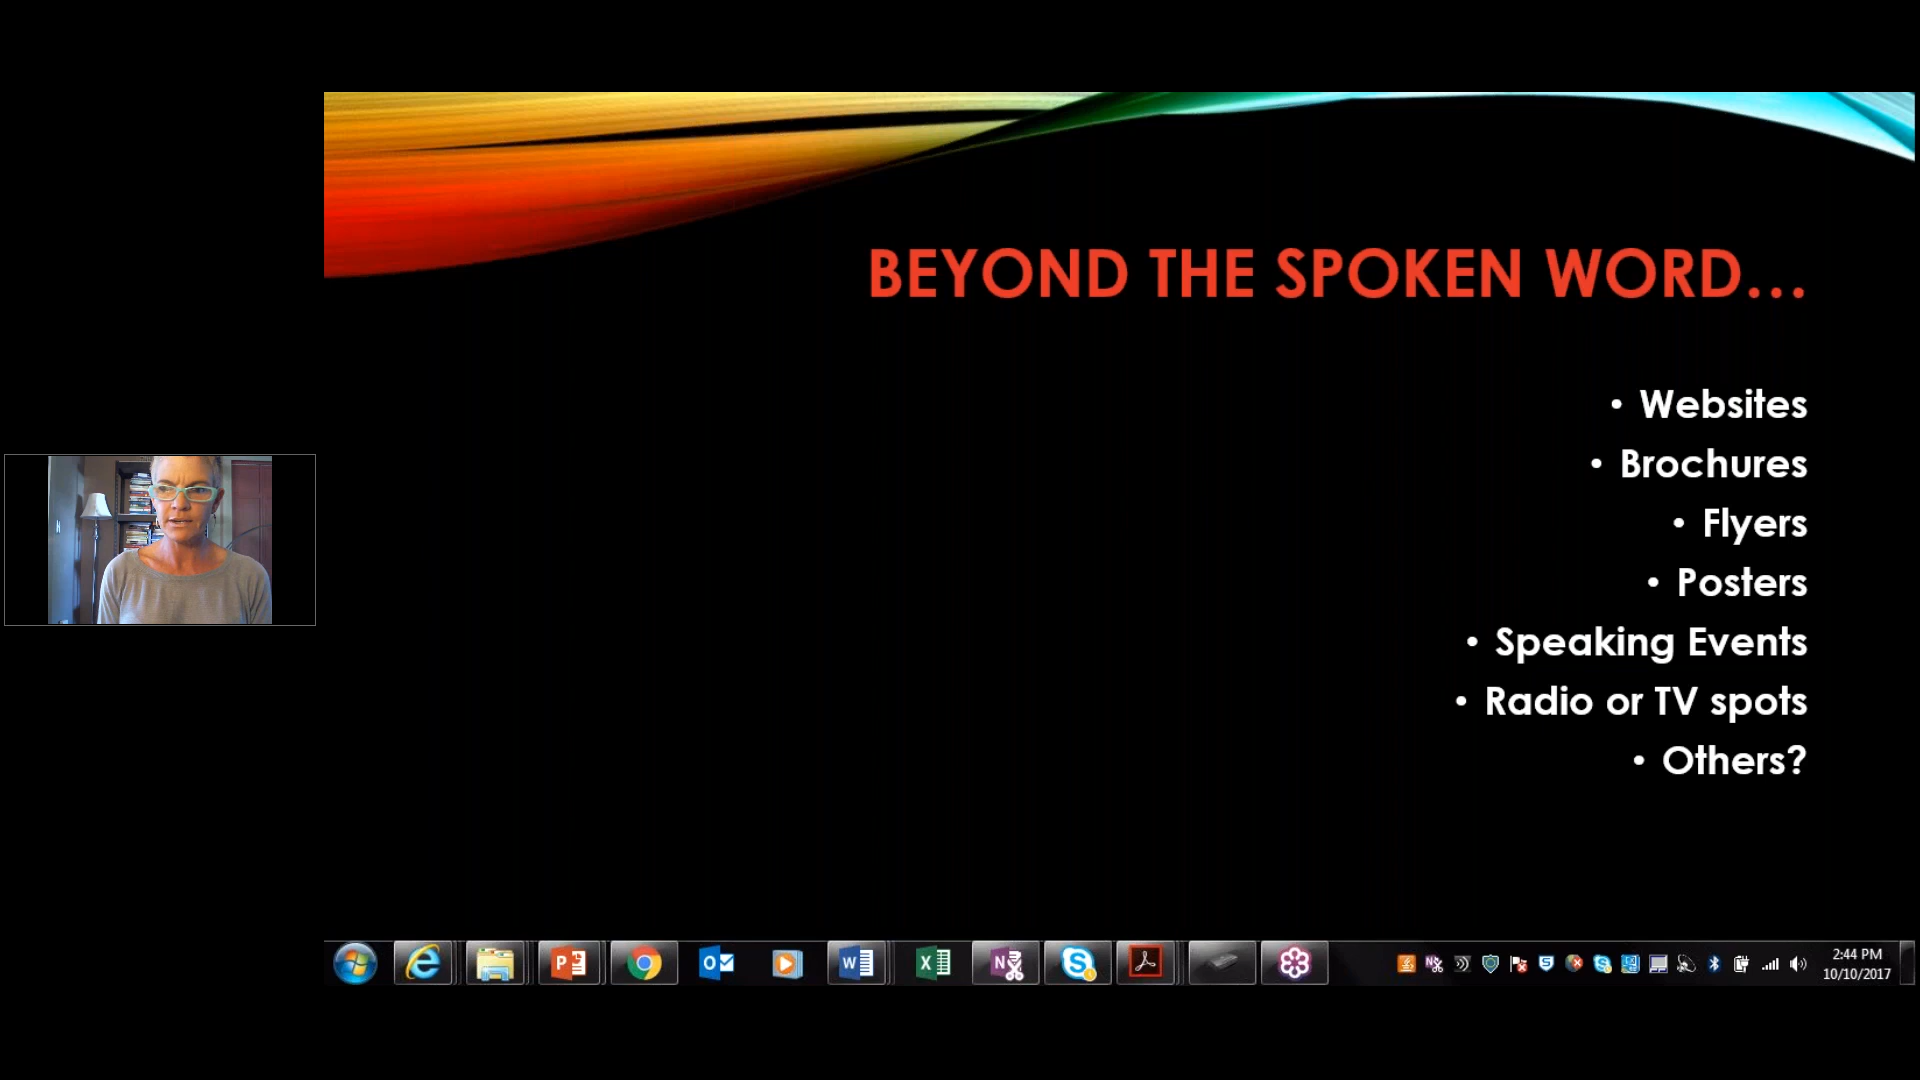 BEYOND THE SPOKEN WORD...
• Websites
• Brochures
• Flyers
• Posters
• Speaking Events
• Radio or TV spots
• Others?
2:44 PM
10/10/2017